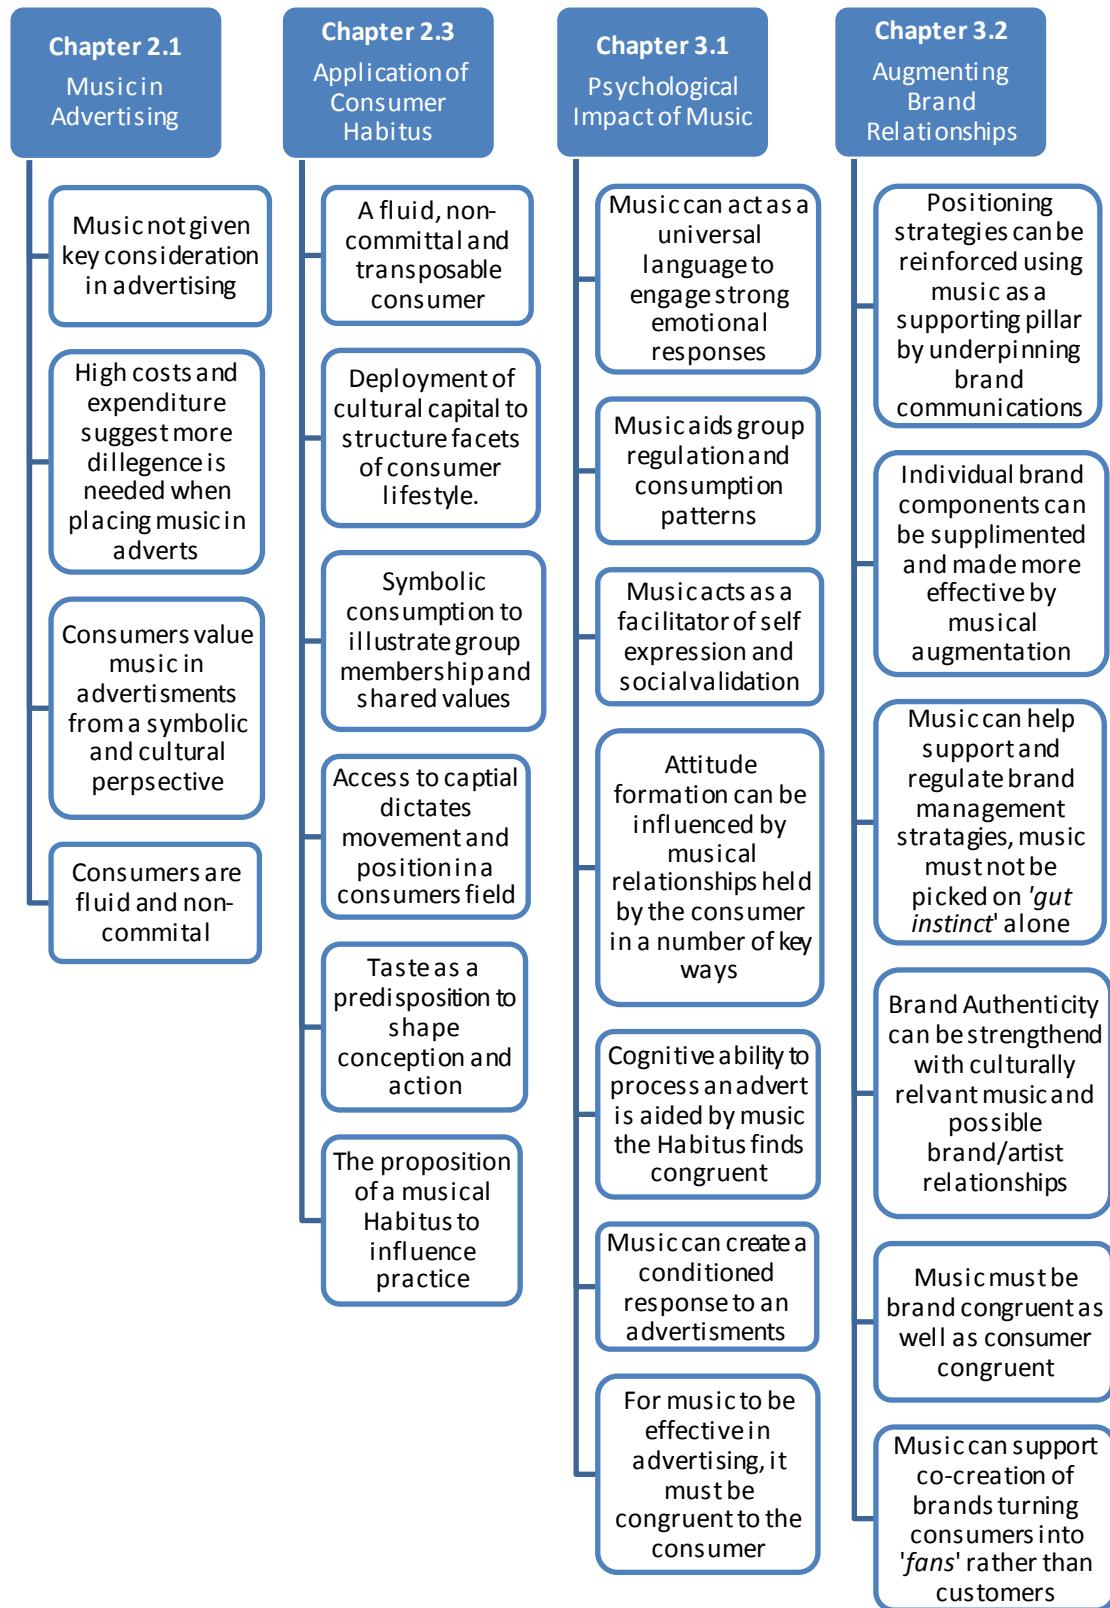 Chapter 2.1
Music in
Advertising
Music not given
key consideration
in advertising
High costs and
expenditure
suggest more
dillegence is
needed when
placing music in
adverts
Consumers value
music in
advertisments
from a symbolic
and cultural
perpsective
Consumers are
fluid and non-
commital
Chapter 2.3
Application of
Consumer
Habitus
A fluid, non-
committal and
transposable
consumer
Deployment of
cultural capital to
structure facets
of consumer
lifestyle.
Symbolic
consumption to
illustrate group
membership and
shared values
Access to captial
dictates
movement and
position in a
consumers field
Taste as a
predisposition to
shape
conception and
action
The proposition
of a musical
Habitus to
influence
practice
Chapter 3.1
Psychological
Impact of Music
Music can act as a
universal
language to
engage strong
emotional
responses
Music aids group
regulation and
consumption
patterns
Music acts as a
facilitator of self
expression and
social validation
Attitude
formation can be
influenced by
musical
relationships held
by the consumer
in a number of key
ways
Cognitive ability to
process an advert
is aided by music
the Habitus finds
congruent
Music can create a
conditioned
response to an
advertisments
For music to be
effective in
advertising, it
must be
congruent to the
consumer
Chapter 3.2
Augmenting
Brand
Relationships
Positioning
strategies can be
reinforced using
music as a
supporting pillar
by underpinning
brand
communications
Individual brand
components can
be supplimented
and made more
effective by
musical
augmentation
Music can help
support and
regulate brand
management
stratagies, music
must not be
picked on 'gut
instinct' alone
Brand Authenticity
can be strengthend
with culturally
relvant music and
possible
brand/artist
relationships
Music must be
brand congruent as
well as consumer
congruent
Music can support
co-creation of
brands turning
consumers into
'fans' rather than
customers